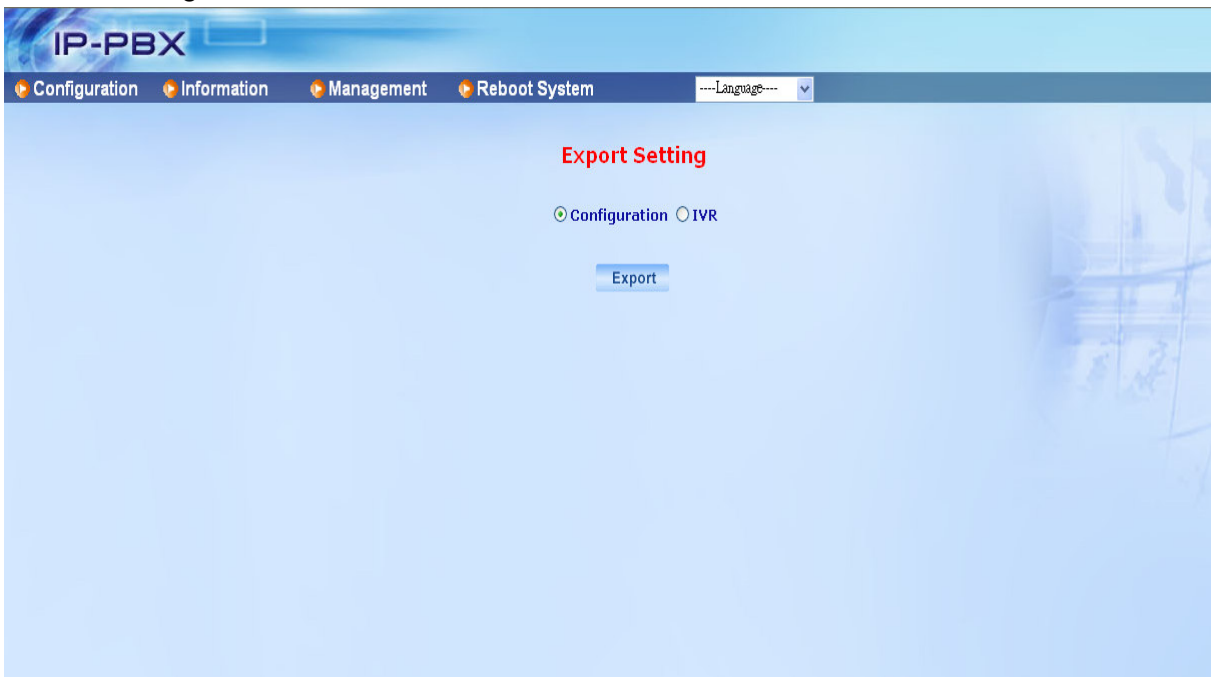 IP-PBX
Configuration Information Management Reboot System ----Language----
Export Setting
Configuration IVR
Export